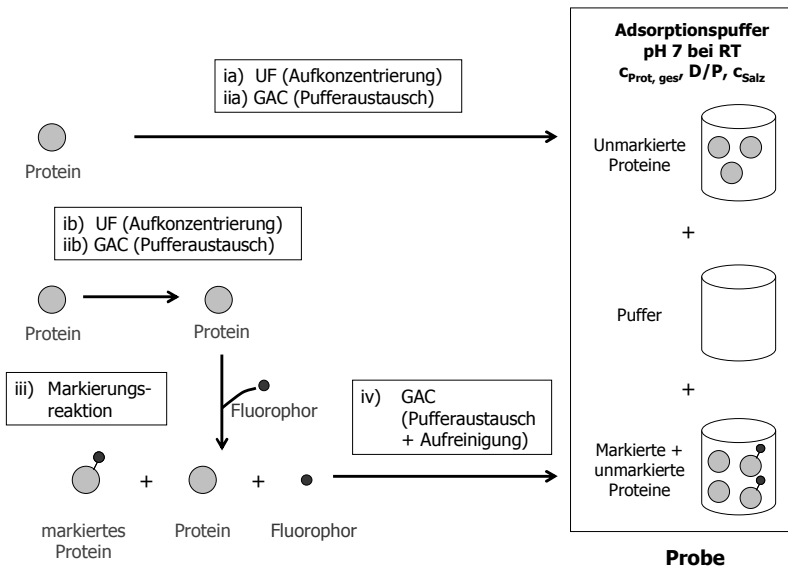 Adsorptionspuffer
pH 7 bei RT
cProt, ges, D/P, cSalz
ia) UF (Aufkonzentrierung)
iia) GAC (Pufferaustausch)
Protein
Unmarkierte
Proteine
+
ib) UF (Aufkonzentrierung)
iib) GAC (Pufferaustausch)
Protein
Protein
Puffer
+
iii) Markierungs-
reaktion
Fluorophor
iv) GAC
(Pufferaustausch
+ Aufreinigung)
Markierte +
unmarkierte
Proteine
+
+
markiertes
Protein
Protein
Fluorophor
Probe